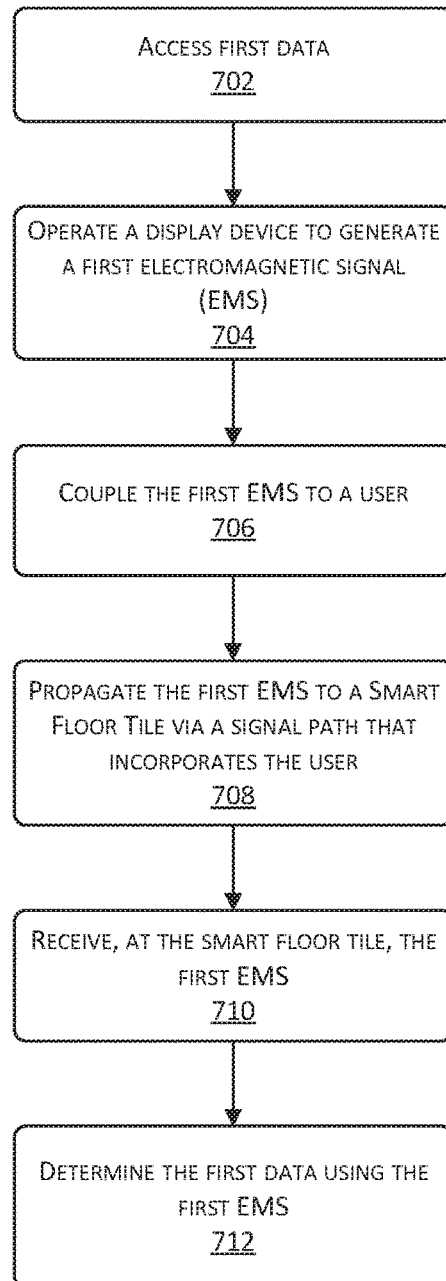 ACCESS FIRST DATA
702
OPERATE A DISPLAY DEVICE TO GENERATE
A FIRST ELECTROMAGNETIC SIGNAL
(EMS)
704
COUPLE THE FIRST EMS TO A USER
706
PROPAGATE THE FIRST EMS TO A SMART
FLOOR TILE VIA A SIGNAL PATH THAT
INCORPORATES THE USER
708
RECEIVE, AT THE SMART FLOOR TILE, THE
FIRST EMS
710
DETERMINE THE FIRST DATA USING THE
FIRST EMS
712